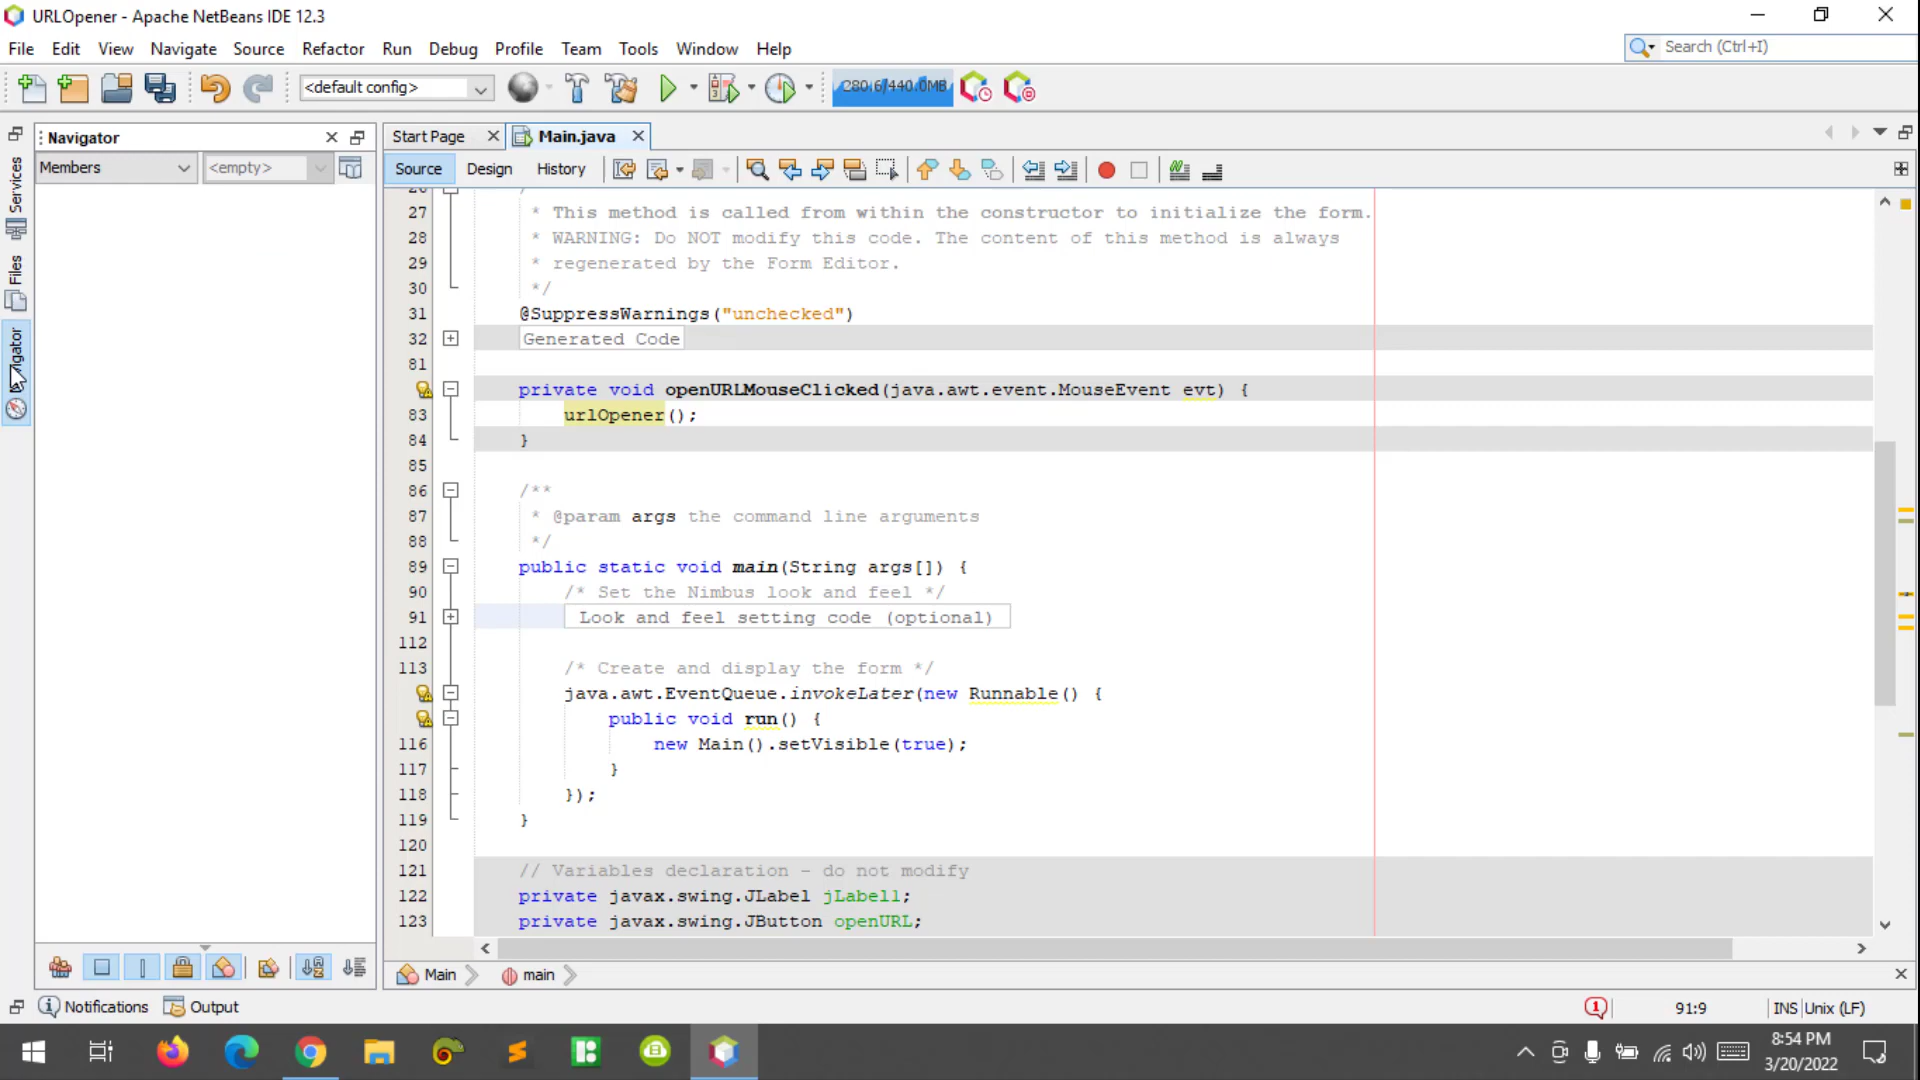 URLOpener - Apache NetBeans IDE 12.3
File Edit View Navigate Source Refactor Run Debug Profile Team Tools Window Help
Search (Ctrl+I)
<default config>
280.6/440.0MB
Services
Files
Navigator
Members
<empty>
Start Page
Main.java
Source Design History
27 * This method is called from within the constructor to initialize the form.
28 * WARNING: Do NOT modify this code. The content of this method is always
29 * regenerated by the Form Editor.
30 */
31 @SuppressWarnings("unchecked")
32 Generated Code
81
private void openURLMouseClicked(java.awt.event.MouseEvent evt) {
83 urlOpener();
84 }
85
86 /**
87 * @param args the command line arguments
88 */
89 public static void main(String args[]) {
90 /* Set the Nimbus look and feel */
91 Look and feel setting code (optional)
112
113 /* Create and display the form */
java.awt.EventQueue.invokeLater(new Runnable() {
public void run() {
116 new Main().setVisible(true);
117 }
118 });
119 }
120
121 // Variables declaration - do not modify
122 private javax.swing.JLabel jLabel1;
123 private javax.swing.JButton openURL;
Main
main
Notifications
Output
91:9
INS
Unix (LF)
8:54 PM
3/20/2022